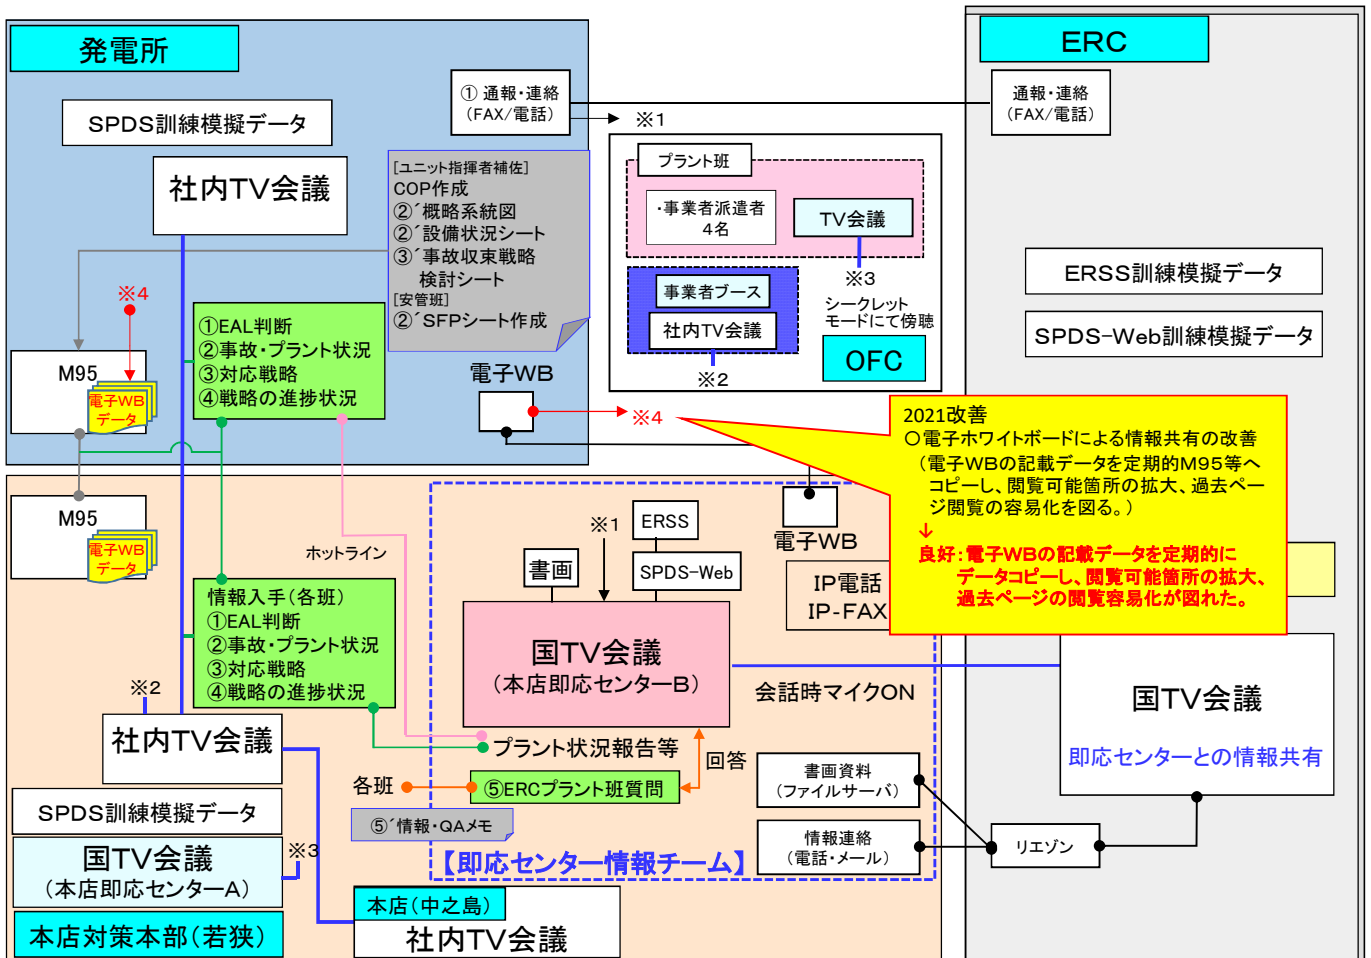 発電所
SPDS訓練模擬データ
社内TV会議
① 通報・連絡
(FAX/電話)
※1
[ユニット指揮者補佐]
COP作成
②´概略系統図
②´設備状況シート
③´事故収束戦略
検討シート
[安管班]
②´SFPシート作成
※4
M95
電子WB
データ
①EAL判断
②事故・プラント状況
③対応戦略
④戦略の進捗状況
電子WB
※4
プラント班
・事業者派遣者
4名
TV会議
※3
シークレット
モードにて傍聴
事業者ブース
社内TV会議
※2
OFC
ERC
通報・連絡
(FAX/電話)
ERSS訓練模擬データ
SPDS-Web訓練模擬データ
2021改善
○電子ホワイトボードによる情報共有の改善
(電子WBの記載データを定期的M95等へ
コピーし、閲覧可能箇所の拡大、過去ペー
ジ閲覧の容易化を図る。)
↓
良好:電子WBの記載データを定期的に
データコピーし、閲覧可能箇所の拡大、
過去ページの閲覧容易化が図れた。
M95
電子WB
データ
ホットライン
情報入手(各班)
①EAL判断
②事故・プラント状況
③対応戦略
④戦略の進捗状況
※1
ERSS
書画
SPDS-Web
電子WB
IP電話
IP-FAX
国TV会議
(本店即応センターB)
会話時マイクON
国TV会議
即応センターとの情報共有
※2
社内TV会議
プラント状況報告等
回答
各班
⑤ERCプラント班質問
⑤´情報・QAメモ
【即応センター情報チーム】
書画資料
(ファイルサーバ)
情報連絡
(電話・メール)
リエゾン
SPDS訓練模擬データ
国TV会議
(本店即応センターA)
※3
本店対策本部(若狭)
本店(中之島)
社内TV会議